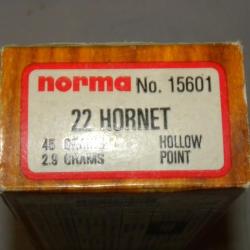 norma No. 15601
22 HORNET
45 GRAINS HOLLOW
2.9 GRAMS POINT